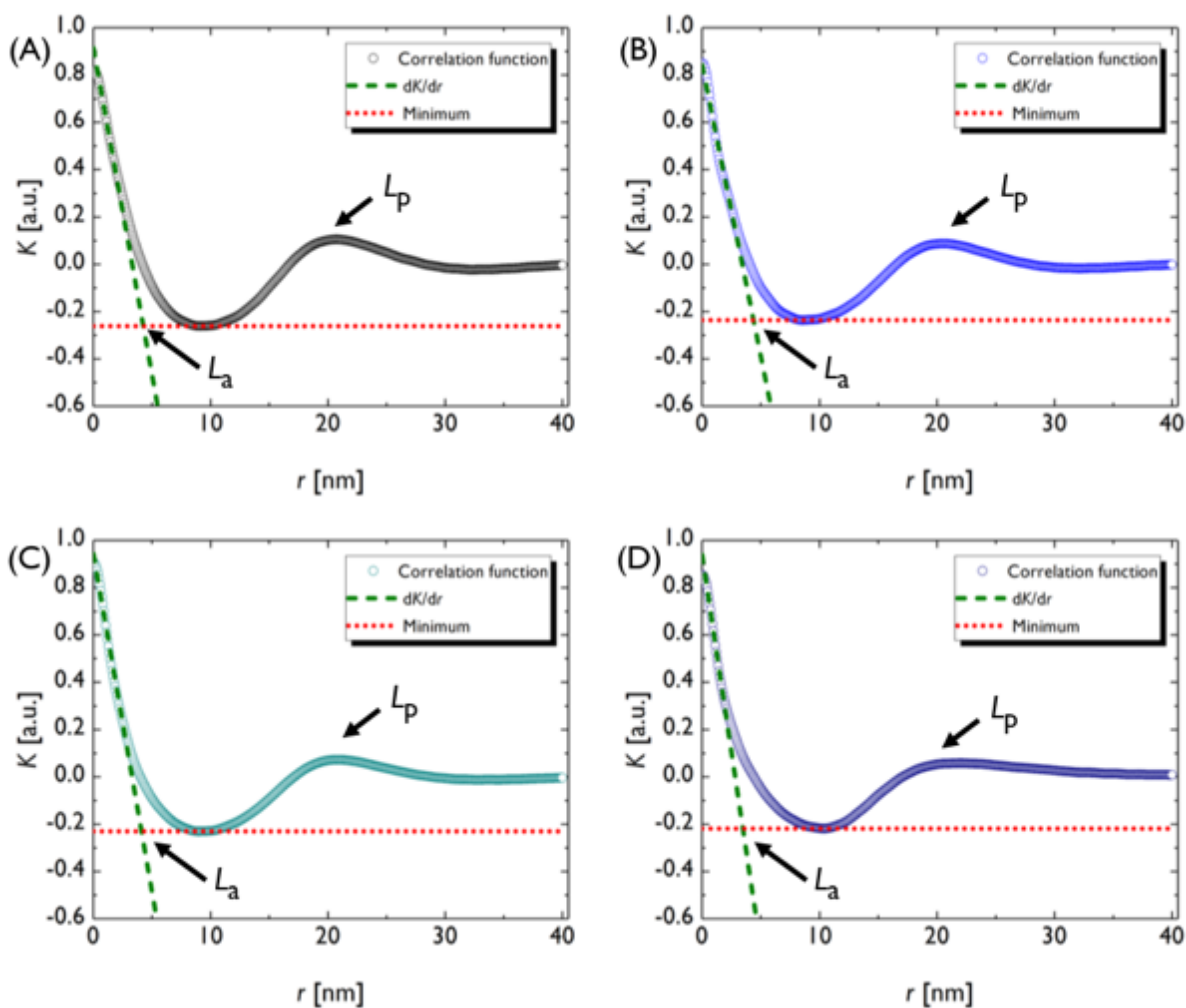 (A)
1.0
0.8
0.6
0.4
0.2
0.0
-0.2
-0.4
-0.6
K [a.u.]
Correlation function
dK/dr
Minimum
Lp
La
0 10 20 30 40
r [nm]
(B)
1.0
0.8
0.6
0.4
0.2
0.0
-0.2
-0.4
-0.6
K [a.u.]
Correlation function
dK/dr
Minimum
Lp
La
0 10 20 30 40
r [nm]
(C)
1.0
0.8
0.6
0.4
0.2
0.0
-0.2
-0.4
-0.6
K [a.u.]
Correlation function
dK/dr
Minimum
Lp
La
0 10 20 30 40
r [nm]
(D)
1.0
0.8
0.6
0.4
0.2
0.0
-0.2
-0.4
-0.6
K [a.u.]
Correlation function
dK/dr
Minimum
Lp
La
0 10 20 30 40
r [nm]